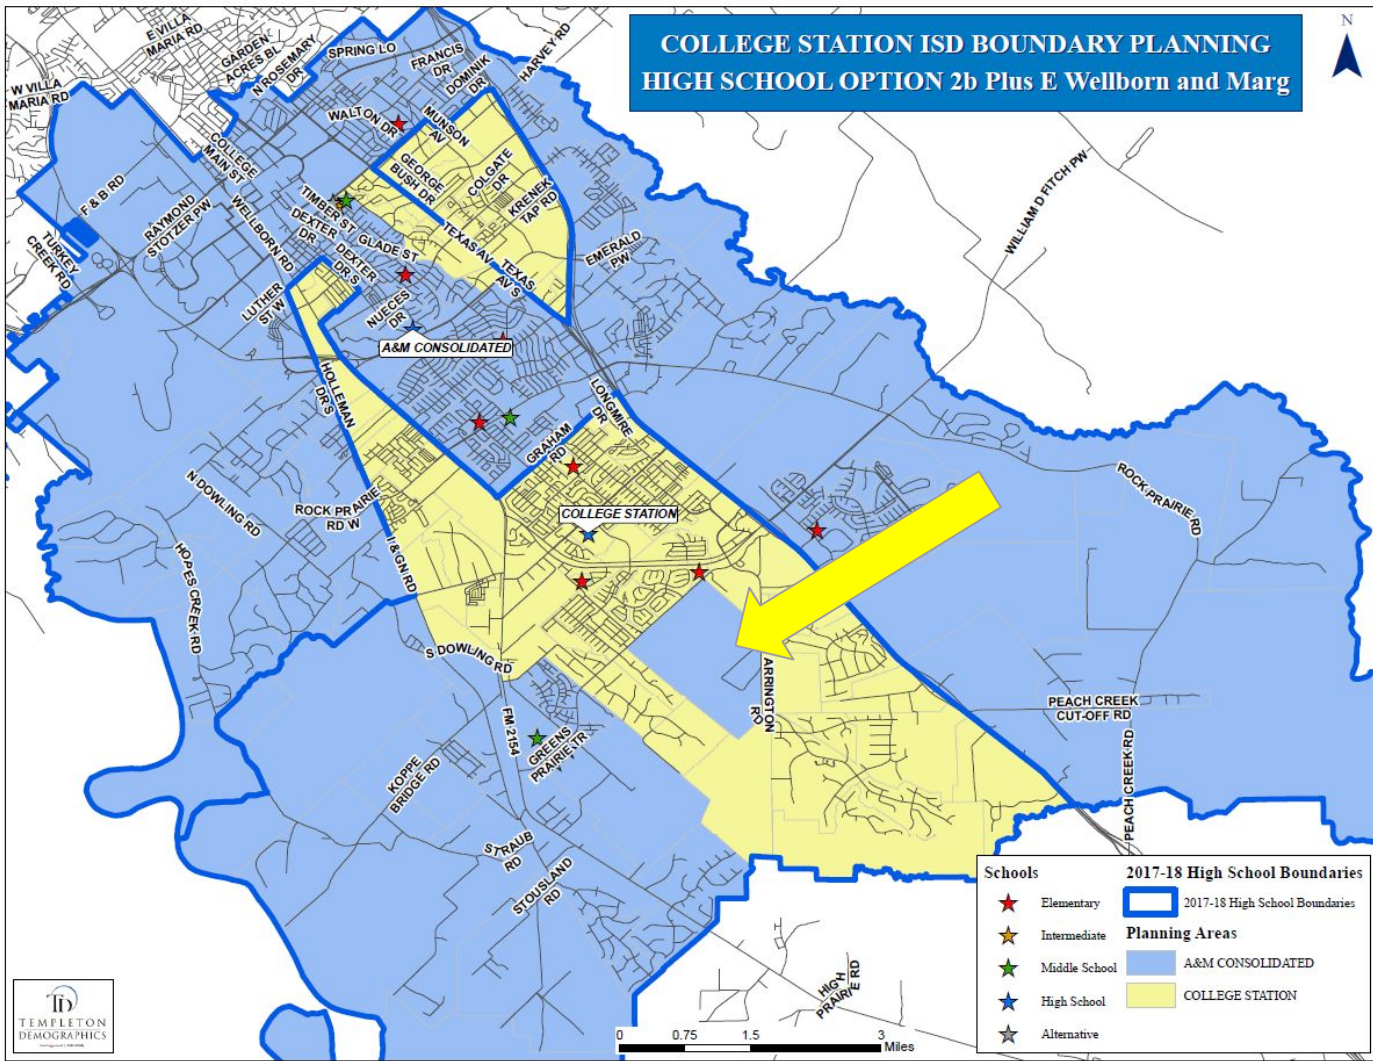 COLLEGE STATION ISD BOUNDARY PLANNING
HIGH SCHOOL OPTION 2b Plus E Wellborn and Marg
N
E VILLA
MARIA RD
W VILLA
MARIA RD
GARDEN
ACRES BL
N ROSEMARY
DR
SPRING LO
FRANCIS
DR
DOMINIK
DR
HARVEY RD
WALTON DR
MUNSON
AV
COLLEGE
MAIN ST
GEORGE
BUSH DR
COLGATE
DR
KRENEK
TAP RD
F & B RD
RAYMOND
STOTZER PW
TURKEY
CREEK RD
WELLBORN RD
TIMBER ST
DEXTER
DR
DEXTER
DR S
GLADE ST
TEXAS AV
TEXAS
AV S
EMERALD
PW
WILLIAM D FITCH PW
LUTHER
ST W
NUECES
DR
A&M CONSOLIDATED
HOLLEMAN
DR S
LONGMIRE
DR
GRAHAM
RD
N DOWLING RD
ROCK PRAIRIE
RD W
I & GN RD
COLLEGE STATION
ROCK PRAIRIE RD
HOPES CREEK RD
S DOWLING RD
ARRINGTON
RD
PEACH CREEK
CUT-OFF RD
PEACH CREEK RD
FM 2154
GREENS
PRAIRIE TR
KOPPE
BRIDGE RD
STRAUB
RD
STOUSLAND
RD
HIGH
PRAIRIE RD
Schools
Elementary
Intermediate
Middle School
High School
Alternative
2017-18 High School Boundaries
2017-18 High School Boundaries
Planning Areas
A&M CONSOLIDATED
COLLEGE STATION
0 0.75 1.5 3
Miles
TD
TEMPLETON
DEMOGRAPHICS